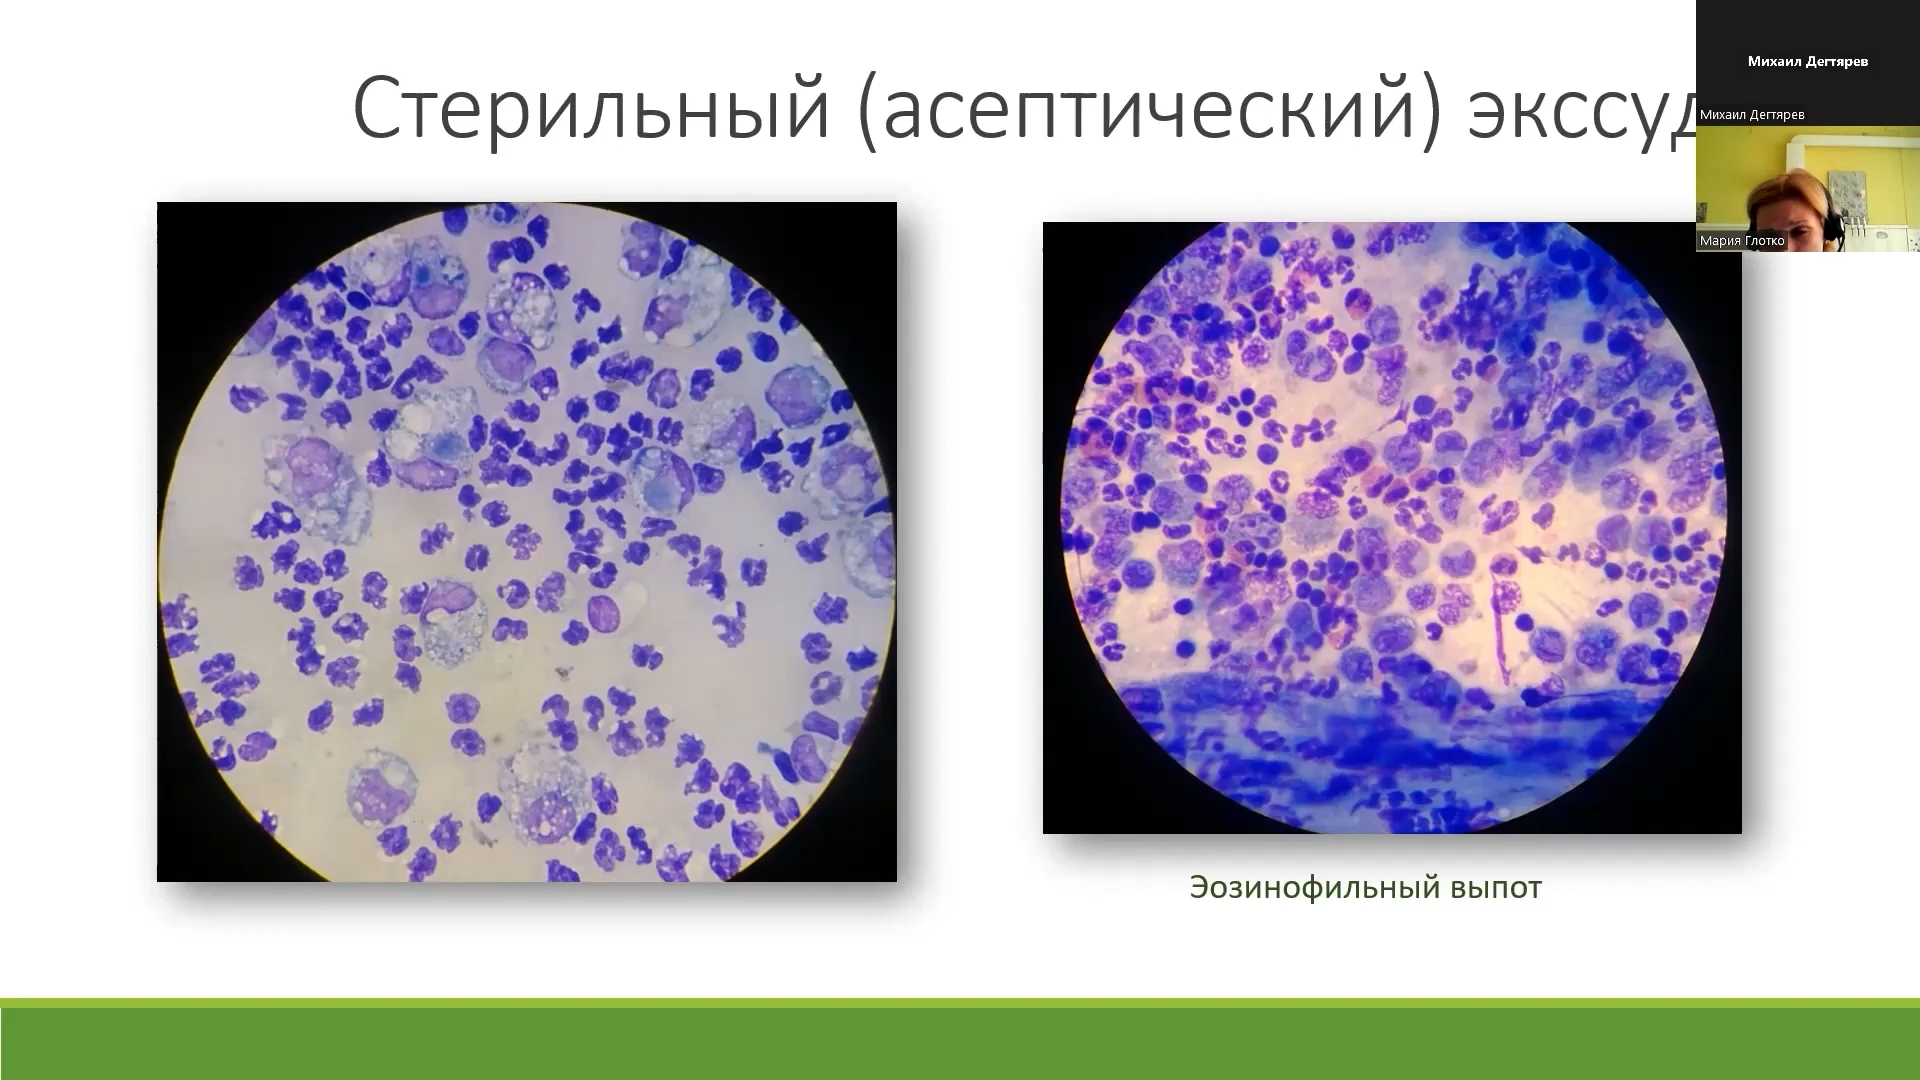 Стерильный (асептический) экссуд
Михаил Дегтярев
Михаил Дегтярев
Мария Глотко
Эозинофильный выпот